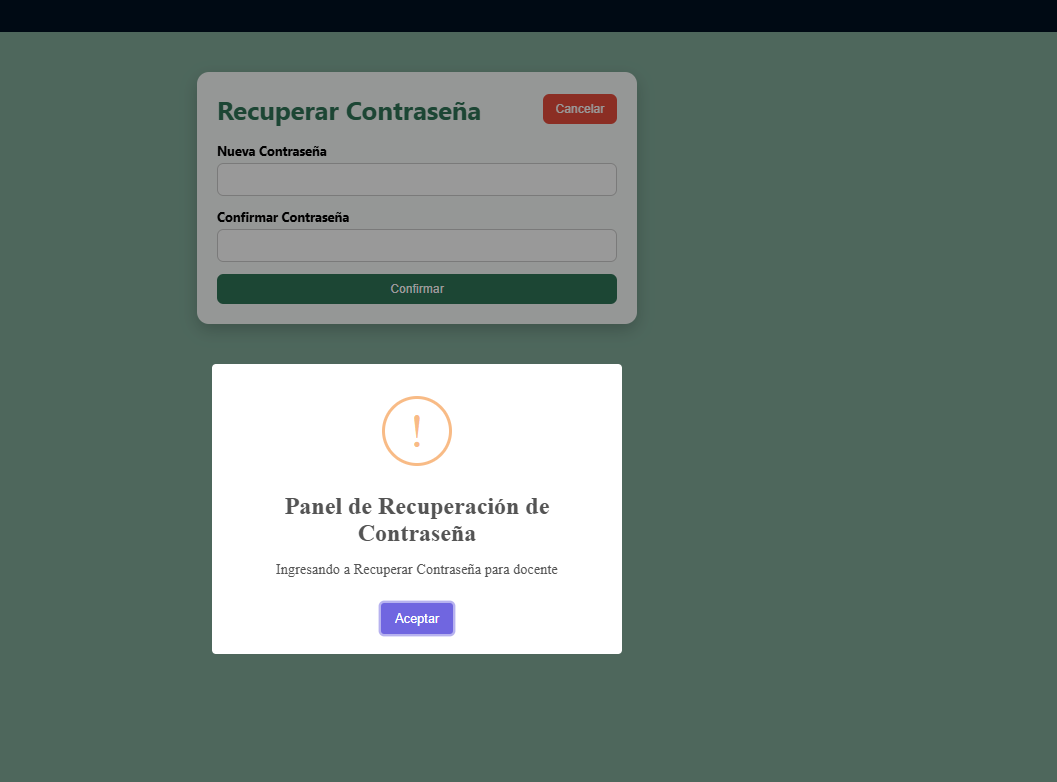 Recuperar Contraseña
Cancelar
Nueva Contraseña
Confirmar Contraseña
Confirmar
!
Panel de Recuperación de
Contraseña
Ingresando a Recuperar Contraseña para docente
Aceptar